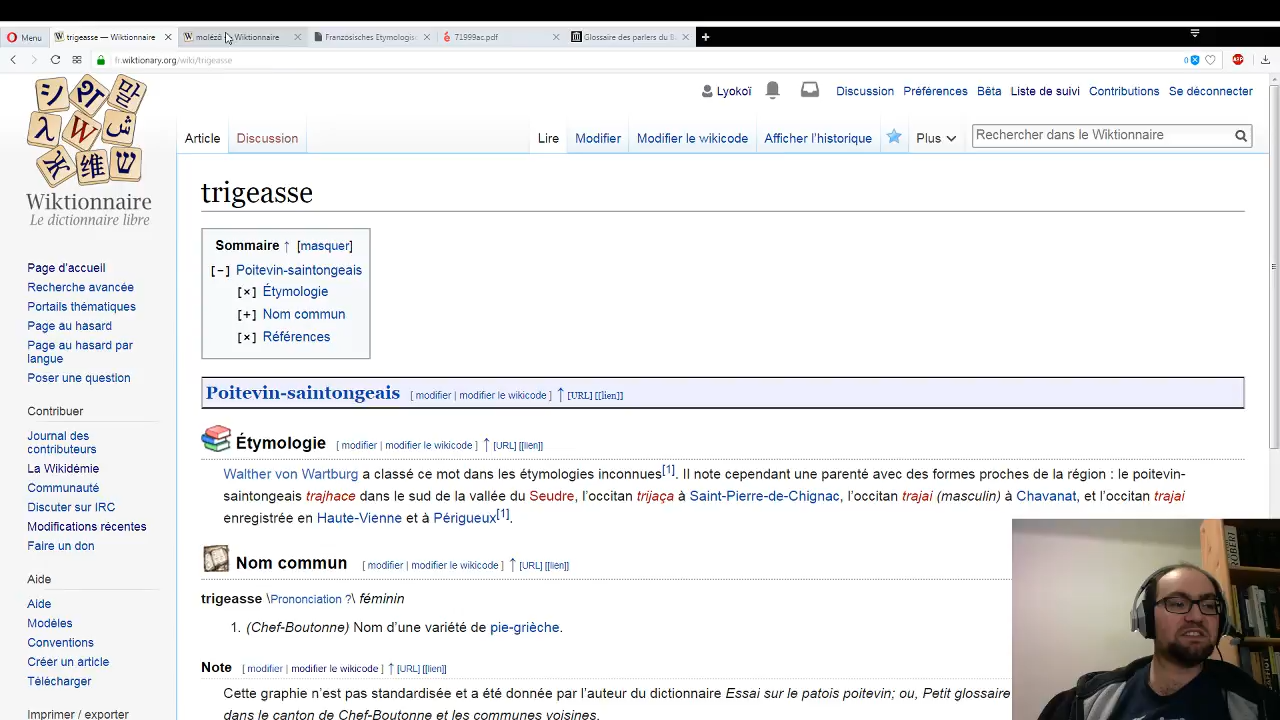 Menu
trigeasse — Wiktionnaire
Wiktionnaire
Französisches Etymologis
71999ac.pdf
Glossaire des parlers du B
fr.wiktionary.org/wiki/trigeasse
0
ABP
Lyokoï
Discussion Préférences Bêta Liste de suivi Contributions Se déconnecter
Article Discussion Lire Modifier Modifier le wikicode Afficher l'historique Plus Rechercher dans le Wiktionnaire
W
Wiktionnaire
Le dictionnaire libre
Page d'accueil
Recherche avancée
Portails thématiques
Page au hasard
Page au hasard par
langue
Poser une question
Contribuer
Journal des
contributeurs
La Wikidémie
Communauté
Discuter sur IRC
Modifications récentes
Faire un don
Aide
Aide
Modèles
Conventions
Créer un article
Télécharger
Imprimer / exporter
trigeasse
Sommaire ↑ [masquer]
[−] Poitevin-saintongeais
[×] Étymologie
[+] Nom commun
[×] Références
Poitevin-saintongeais [ modifier | modifier le wikicode ] ↑ [URL] [[lien]]
Étymologie [ modifier | modifier le wikicode ] ↑ [URL] [[lien]]
Walther von Wartburg a classé ce mot dans les étymologies inconnues[1]. Il note cependant une parenté avec des formes proches de la région : le poitevin-
saintongeais trajhace dans le sud de la vallée du Seudre, l'occitan trijaça à Saint-Pierre-de-Chignac, l'occitan trajai (masculin) à Chavanat, et l'occitan trajai
enregistrée en Haute-Vienne et à Périgueux[1].
Nom commun [ modifier | modifier le wikicode ] ↑ [URL] [[lien]]
trigeasse \Prononciation ?\ féminin
1. (Chef-Boutonne) Nom d'une variété de pie-grièche.
Note [ modifier | modifier le wikicode ] ↑ [URL] [[lien]]
Cette graphie n'est pas standardisée et a été donnée par l'auteur du dictionnaire Essai sur le patois poitevin; ou, Petit glossaire
dans le canton de Chef-Boutonne et les communes voisines.